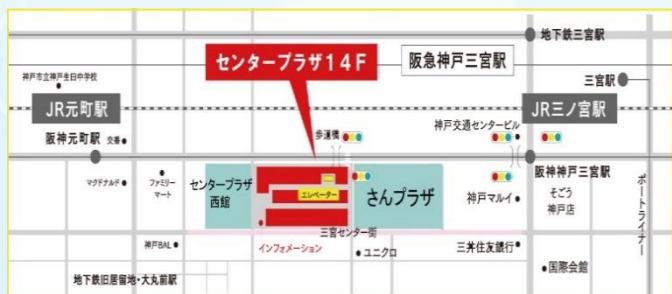 地下鉄三宮駅
センタープラザ14F
阪急神戸三宮駅
神戸市立神戸生田中学校
三宮駅
JR元町駅
JR三ノ宮駅
歩道橋
神戸交通センタービル
阪神元町駅
交番
阪神神戸三宮駅
マクドナルド
ファミリー
マート
センタープラザ
西館
エレベーター
さんプラザ
神戸マルイ
そごう
神戸店
ポートライナー
三宮センター街
神戸BAL
インフォメーション
ユニクロ
三井住友銀行
国際会館
地下鉄旧居留地・大丸前駅